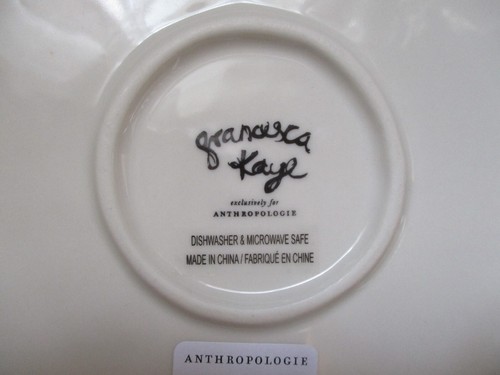 francesca
Kaye
exclusively for
ANTHROPOLOGIE
DISHWASHER & MICROWAVE SAFE
MADE IN CHINA / FABRIQUÉ EN CHINE
ANTHROPOLOGIE